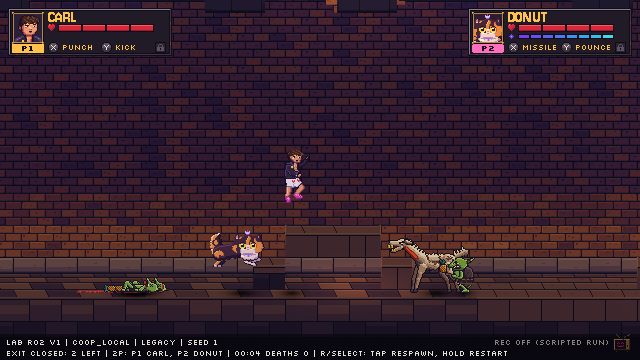 CARL
P1 X PUNCH Y KICK
DONUT
P2 X MISSILE Y POUNCE
LAB R02 V1 | COOP_LOCAL | LEGACY | SEED 1
REC OFF (SCRIPTED RUN)
EXIT CLOSED: 2 LEFT | 2P: P1 CARL, P2 DONUT | 00:04 DEATHS 0 | R/SELECT: TAP RESPAWN, HOLD RESTART